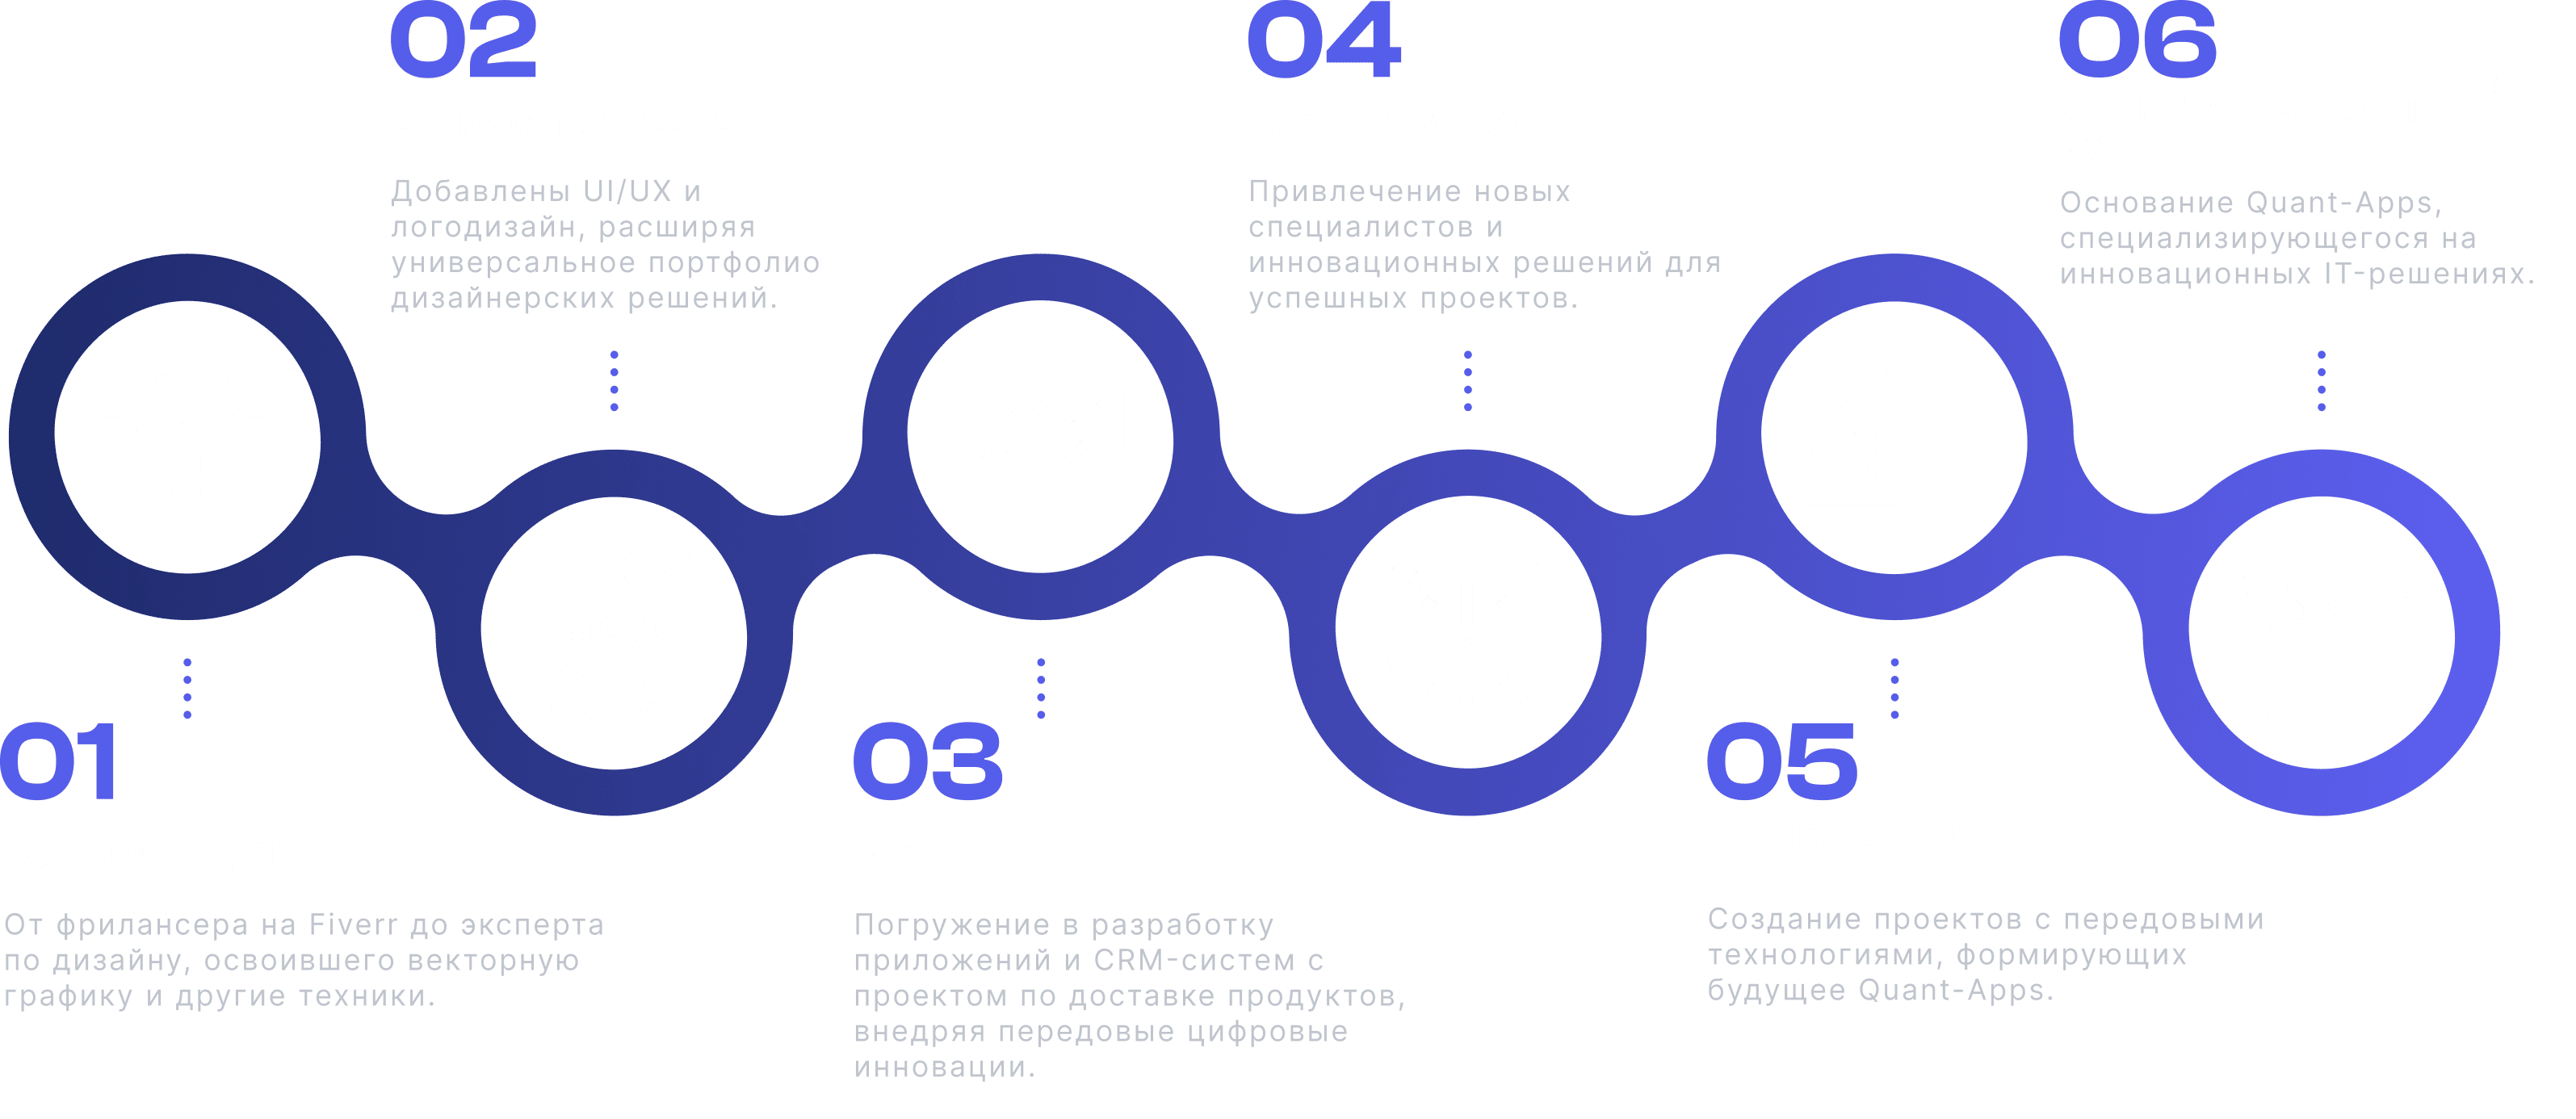 01
От фрилансера на Fiverr до эксперта
по дизайну, освоившего векторную
графику и другие техники.
02
Добавлены UI/UX и
логодизайн, расширяя
универсальное портфолио
дизайнерских решений.
03
Погружение в разработку
приложений и CRM-систем с
проектом по доставке продуктов,
внедряя передовые цифровые
инновации.
04
Привлечение новых
специалистов и
инновационных решений для
успешных проектов.
05
Создание проектов с передовыми
технологиями, формирующих
будущее Quant-Apps.
06
Основание Quant-Apps,
специализирующегося на
инновационных IT-решениях.